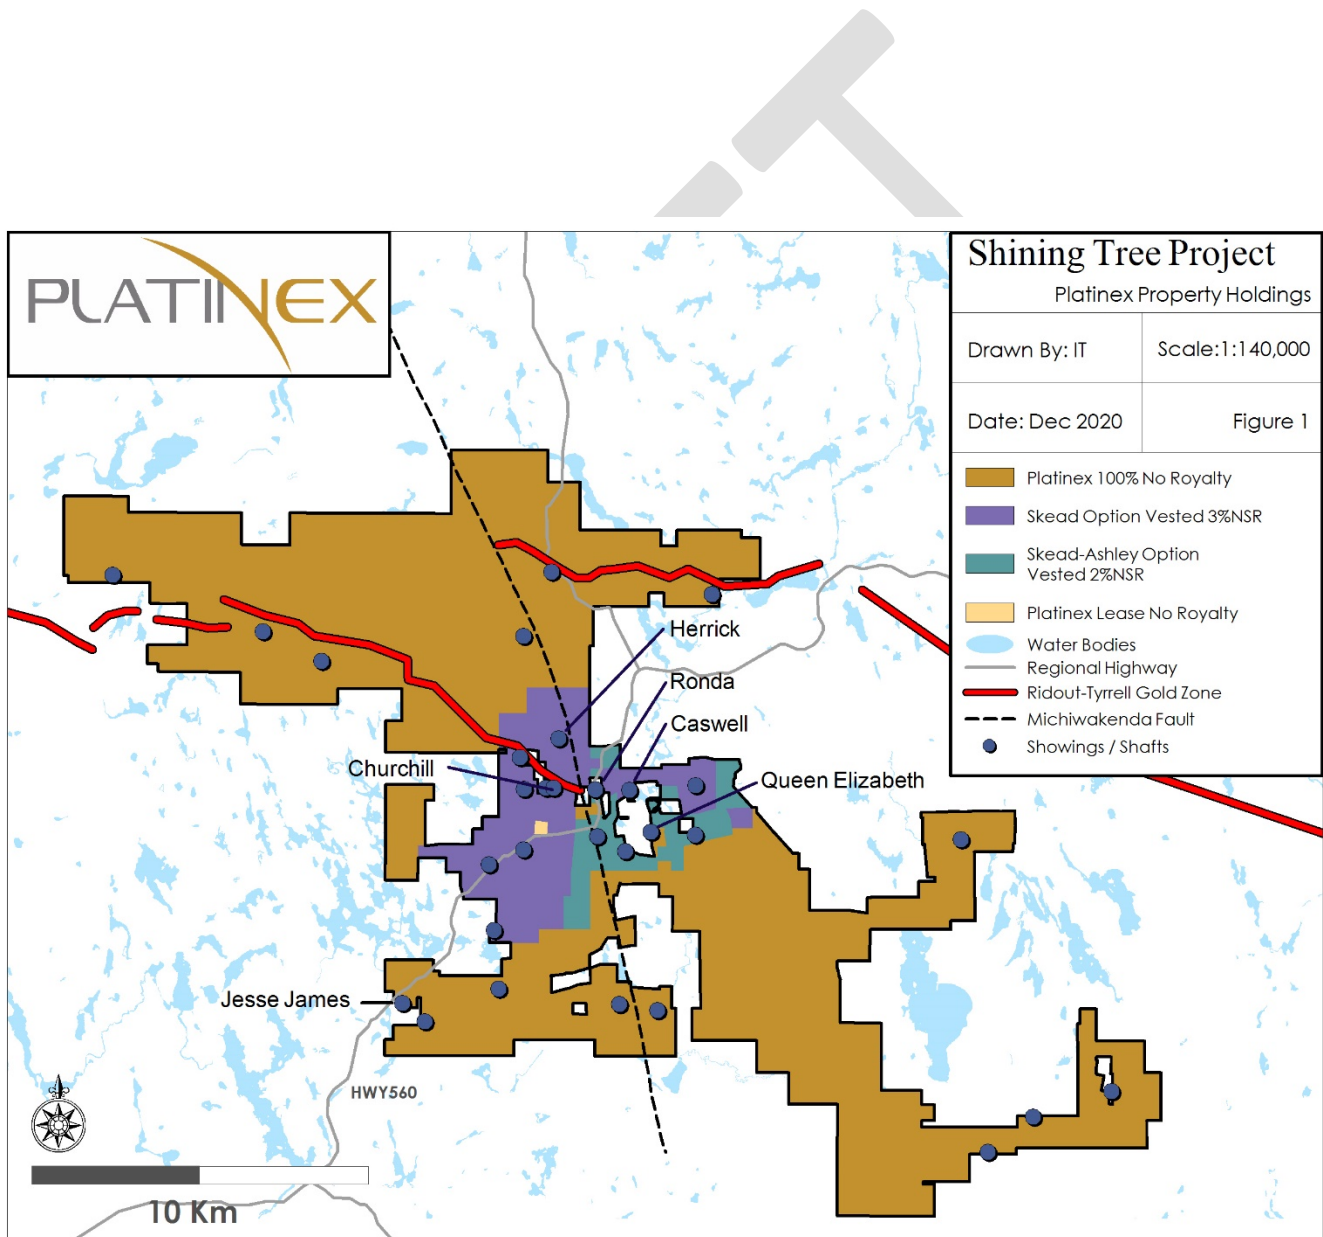 PLATINEX
Shining Tree Project
Platinex Property Holdings
Drawn By: IT
Scale:1:140,000
Date: Dec 2020
Figure 1
Platinex 100% No Royalty
Skead Option Vested 3%NSR
Skead-Ashley Option
Vested 2%NSR
Platinex Lease No Royalty
Water Bodies
Regional Highway
Ridout-Tyrrell Gold Zone
Michiwakenda Fault
Showings / Shafts
Herrick
Ronda
Caswell
Churchill
Queen Elizabeth
Jesse James
HWY560
10 Km